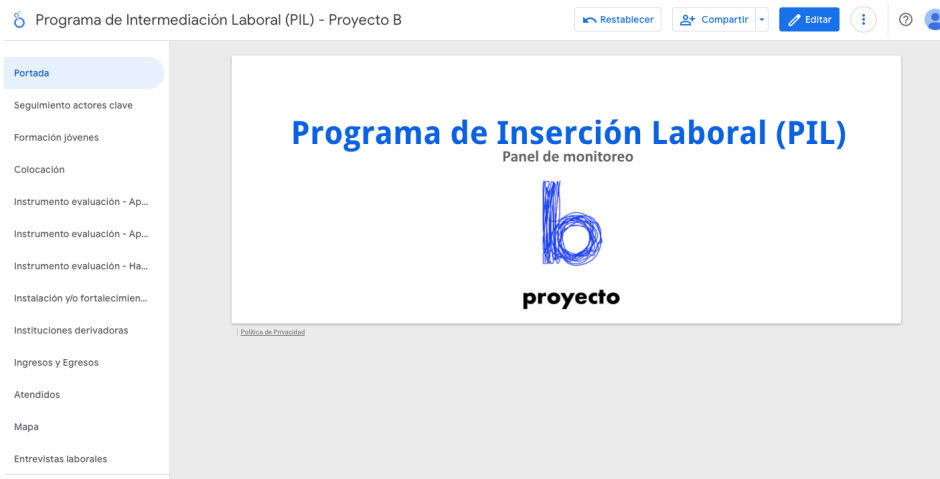 Programa de Intermediación Laboral (PIL) - Proyecto B
Restablecer
Compartir
Editar
Portada
Seguimiento actores clave
Formación jóvenes
Colocación
Instrumento evaluación - Ap...
Instrumento evaluación - Ap...
Instrumento evaluación - Ha...
Instalación y/o fortalecimien...
Instituciones derivadoras
Ingresos y Egresos
Atendidos
Mapa
Entrevistas laborales
Programa de Inserción Laboral (PIL)
Panel de monitoreo
b
proyecto
Política de Privacidad